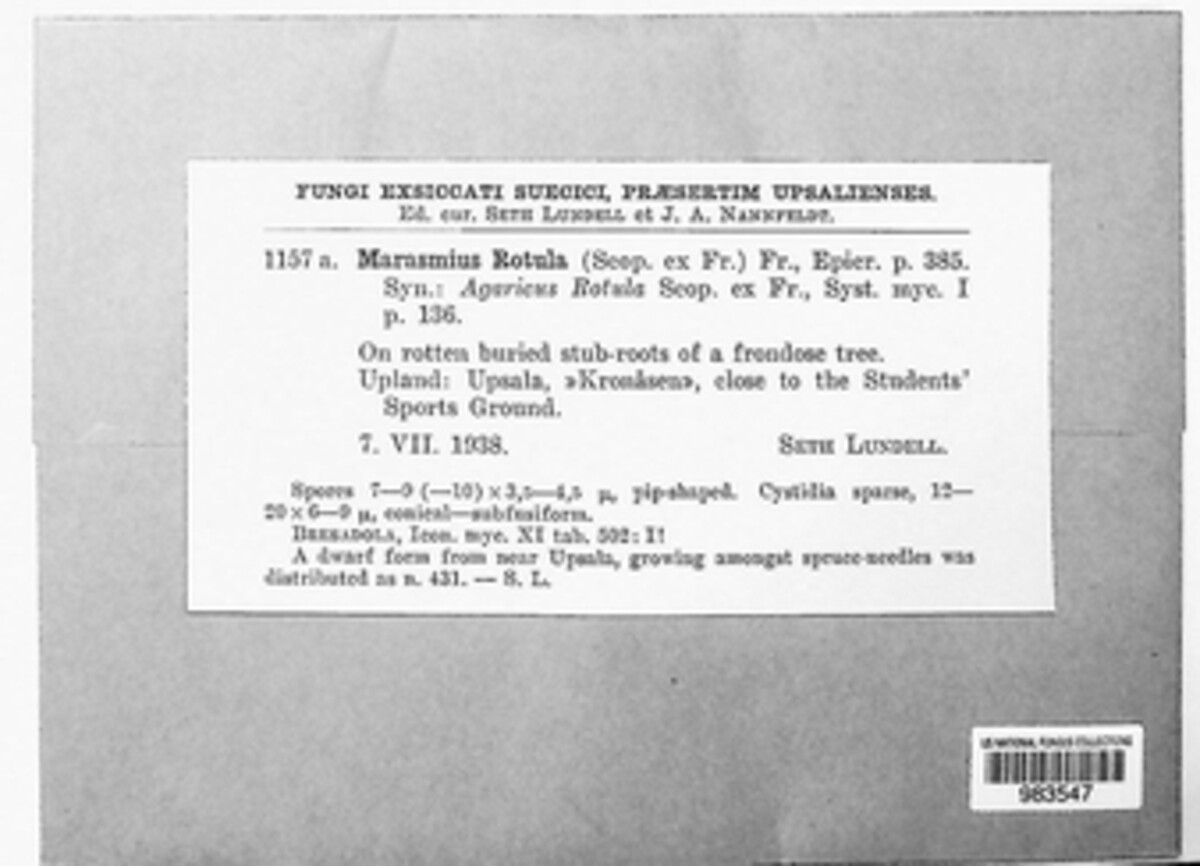 FUNGI EXSICCATI SUECICI, PRÆSERTIM UPSALIENSES.
Ed. cur. SETH LUNDELL et J. A. NANNFELDT.
1157 a. Marasmius Rotula (Scop. ex Fr.) Fr., Epicr. p. 385.
Syn.: Agaricus Rotula Scop. ex Fr., Syst. myc. I
p. 136.
On rotten buried stub-roots of a frondose tree.
Upland: Upsala, »Kronåsen», close to the Students'
Sports Ground.
7. VII. 1938. SETH LUNDELL.
Spores 7—9 (—10) × 3,5—4,5 μ, pip-shaped. Cystidia sparse, 12—
20 × 6—9 μ, conical—subfusiform.
BRESADOLA, Icon. myc. XI tab. 502: I!
A dwarf form from near Upsala, growing amongst spruce-needles was
distributed as n. 431. — S. L.
US NATIONAL FUNGUS COLLECTIONS
983547